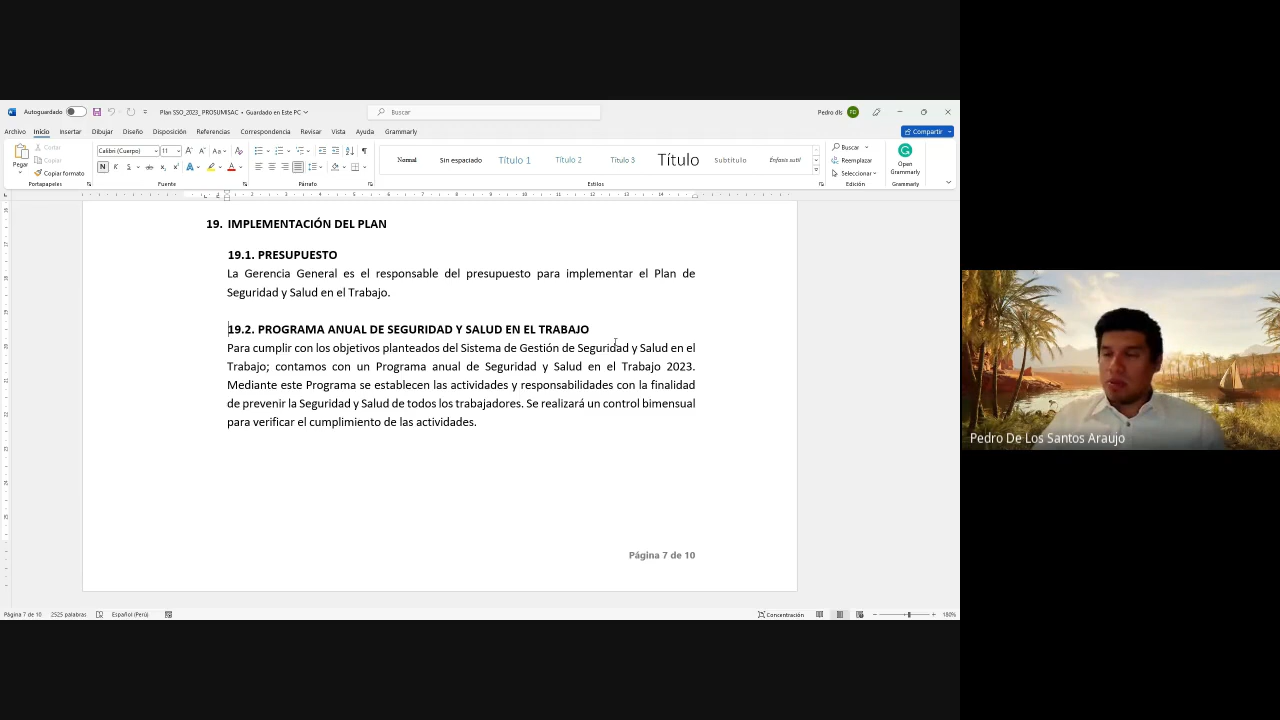 Autoguardado
Plan SSO_2023_PROSUMISAC • Guardado en Este PC
Buscar
Pedro dls
PD
Archivo Inicio Insertar Dibujar Diseño Disposición Referencias Correspondencia Revisar Vista Ayuda Grammarly
Compartir
Pegar
Cortar
Copiar
Copiar formato
Portapapeles
Calibri (Cuerpo) 11
Fuente
Párrafo
Normal Sin espaciado Título 1 Título 2 Título 3 Título Subtítulo Énfasis sutil
Estilos
Buscar
Reemplazar
Seleccionar
Edición
Open
Grammarly
Grammarly
19. IMPLEMENTACIÓN DEL PLAN
19.1. PRESUPUESTO
La Gerencia General es el responsable del presupuesto para implementar el Plan de
Seguridad y Salud en el Trabajo.
19.2. PROGRAMA ANUAL DE SEGURIDAD Y SALUD EN EL TRABAJO
Para cumplir con los objetivos planteados del Sistema de Gestión de Seguridad y Salud en el
Trabajo; contamos con un Programa anual de Seguridad y Salud en el Trabajo 2023.
Mediante este Programa se establecen las actividades y responsabilidades con la finalidad
de prevenir la Seguridad y Salud de todos los trabajadores. Se realizará un control bimensual
para verificar el cumplimiento de las actividades.
Página 7 de 10
Página 7 de 10 2525 palabras Español (Perú)
Concentración
180%
Pedro De Los Santos Araujo